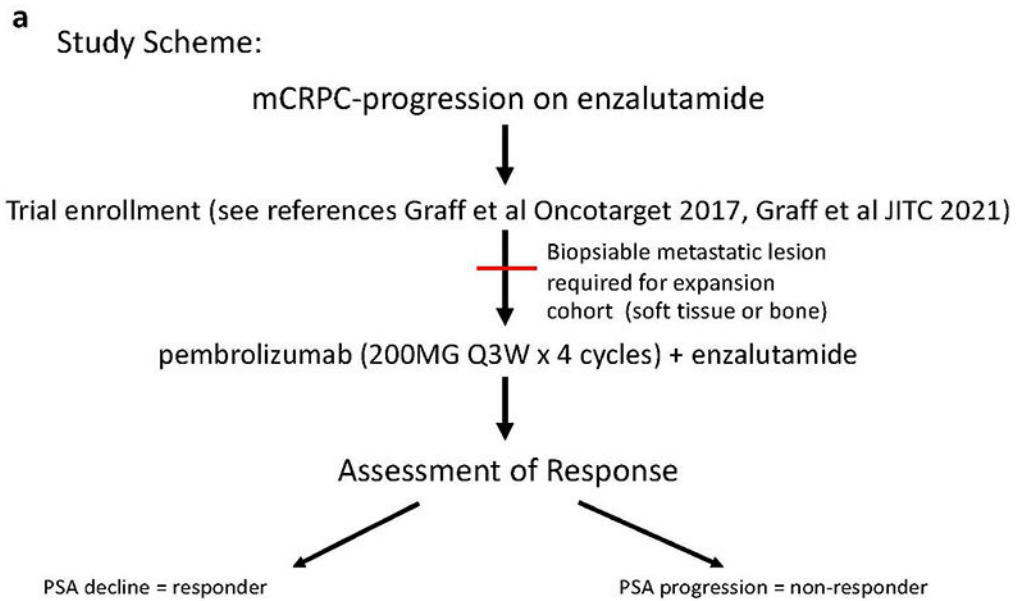 a
Study Scheme:
mCRPC-progression on enzalutamide
Trial enrollment (see references Graff et al Oncotarget 2017, Graff et al JITC 2021)
Biopsiable metastatic lesion
required for expansion
cohort (soft tissue or bone)
pembrolizumab (200MG Q3W x 4 cycles) + enzalutamide
Assessment of Response
PSA decline = responder
PSA progression = non-responder